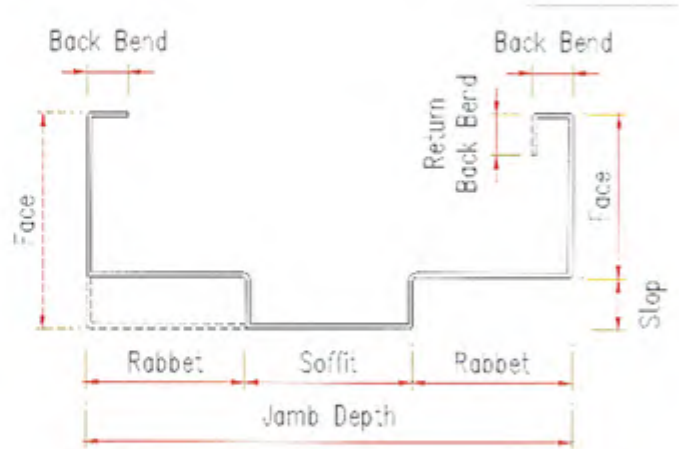 Back Bend
Back Bend
Return
Back Bend
Face
Face
Stop
Rabbet
Soffit
Rabbet
Jamb Depth